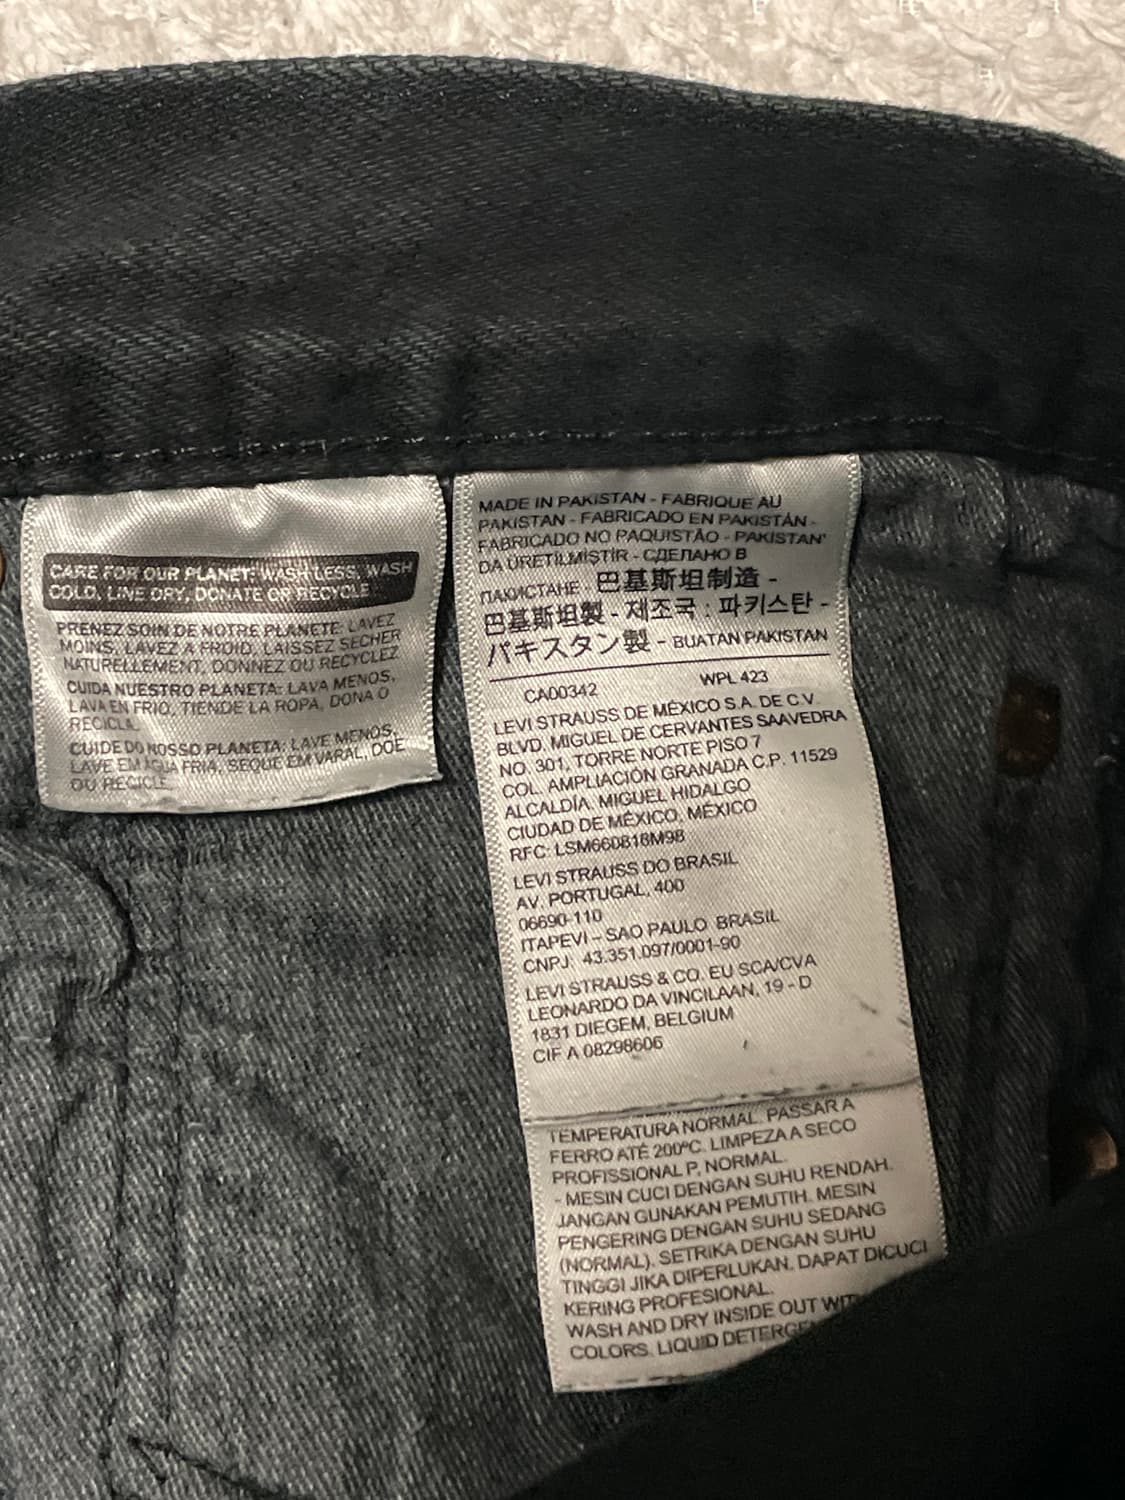 CARE FOR OUR PLANET: WASH LESS, WASH
COLD, LINE DRY, DONATE OR RECYCLE.
PRENEZ SOIN DE NOTRE PLANETE: LAVEZ
MOINS, LAVEZ A FROID, LAISSEZ SECHER
NATURELLEMENT, DONNEZ OU RECYCLEZ
CUIDA NUESTRO PLANETA: LAVA MENOS,
LAVA EN FRIO, TIENDE LA ROPA, DONA O
RECICLA.
CUIDE DO NOSSO PLANETA: LAVE MENOS,
LAVE EM AGUA FRIA, SEQUE EM VARAL, DOE
OU RECICLE.
MADE IN PAKISTAN - FABRIQUE AU
PAKISTAN - FABRICADO EN PAKISTÁN -
FABRICADO NO PAQUISTÃO - PAKISTAN'
DA ÜRETİLMİŞTİR - СДЕЛАНО В
ПАКИСТАНЕ - 巴基斯坦制造 -
巴基斯坦製 - 제조국 : 파키스탄 -
パキスタン製 - BUATAN PAKISTAN
CA00342 WPL 423
LEVI STRAUSS DE MÉXICO S.A. DE C.V.
BLVD. MIGUEL DE CERVANTES SAAVEDRA
NO. 301, TORRE NORTE PISO 7
COL. AMPLIACIÓN GRANADA C.P. 11529
ALCALDÍA. MIGUEL HIDALGO
CIUDAD DE MÉXICO, MÉXICO
RFC: LSM660818M98
LEVI STRAUSS DO BRASIL
AV. PORTUGAL, 400
06690-110
ITAPEVI – SAO PAULO BRASIL
CNPJ: 43.351.097/0001-90
LEVI STRAUSS & CO. EU SCA/CVA
LEONARDO DA VINCILAAN, 19 - D
1831 DIEGEM, BELGIUM
CIF A 08298606
TEMPERATURA NORMAL. PASSAR A
FERRO ATÉ 200ºC. LIMPEZA A SECO
PROFISSIONAL P, NORMAL.
- MESIN CUCI DENGAN SUHU RENDAH.
JANGAN GUNAKAN PEMUTIH. MESIN
PENGERING DENGAN SUHU SEDANG
(NORMAL). SETRIKA DENGAN SUHU
TINGGI JIKA DIPERLUKAN. DAPAT DICUCI
KERING PROFESIONAL.
WASH AND DRY INSIDE OUT
COLORS. LIQUID